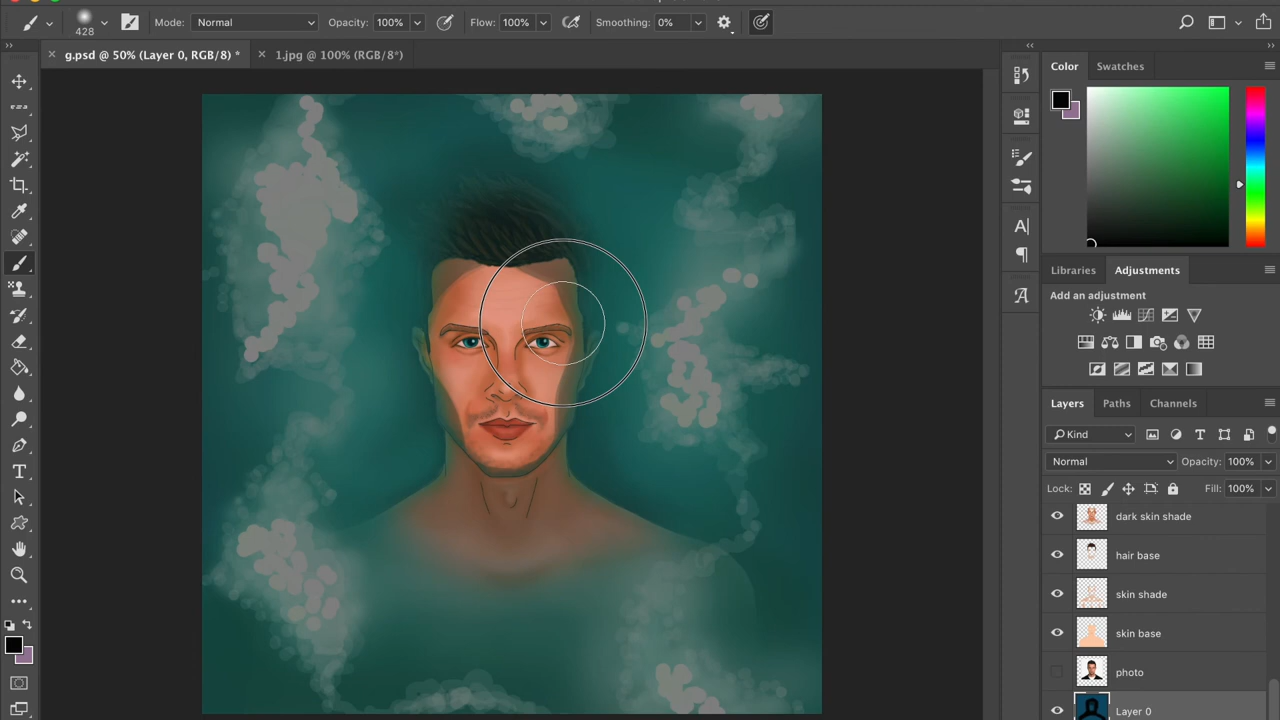 428
Mode: Normal
Opacity: 100%
Flow: 100%
Smoothing: 0%
g.psd @ 50% (Layer 0, RGB/8) *
1.jpg @ 100% (RGB/8*)
Color
Swatches
Libraries
Adjustments
Add an adjustment
Layers
Paths
Channels
Kind
Normal
Opacity: 100%
Lock:
Fill: 100%
dark skin shade
hair base
skin shade
skin base
photo
Layer 0